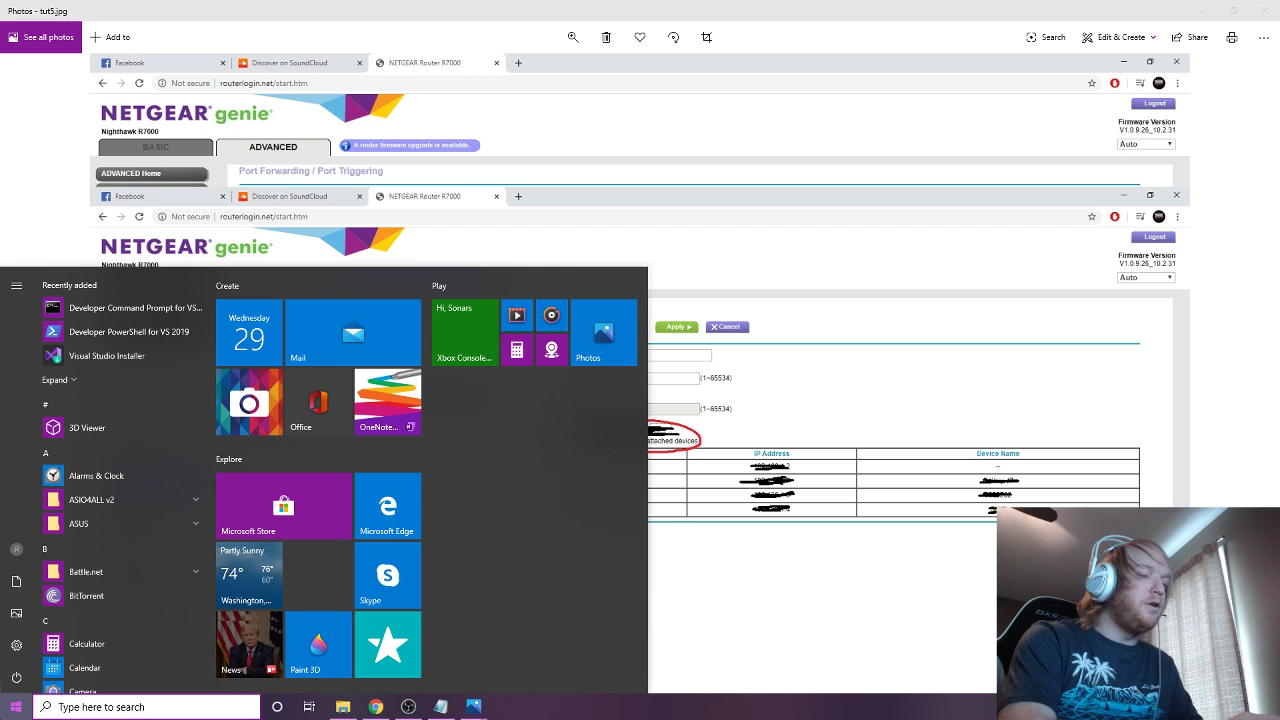 Photos - tut5.jpg
See all photos
Add to
Search
Edit & Create
Share
Facebook
Discover on SoundCloud
NETGEAR Router R7000
Not secure
routerlogin.net/start.htm
NETGEAR® genie®
Nighthawk R7000
Logout
Firmware Version
V1.0.9.26_10.2.31
Auto
BASIC
ADVANCED
A router firmware upgrade is available.
ADVANCED Home
Port Forwarding / Port Triggering
Facebook
Discover on SoundCloud
NETGEAR Router R7000
Not secure
routerlogin.net/start.htm
NETGEAR® genie®
Nighthawk R7000
Logout
Firmware Version
V1.0.9.26_10.2.31
Auto
Apply
Cancel
(1~65534)
(1~65534)
attached devices
IP Address
Device Name
--
Recently added
Developer Command Prompt for VS...
Developer PowerShell for VS 2019
Visual Studio Installer
Expand
#
3D Viewer
A
Alarms & Clock
ASIO4ALL v2
ASUS
B
Battle.net
BitTorrent
C
Calculator
Calendar
Camera
Create
Wednesday
29
Mail
Office
OneNote...
Explore
Microsoft Store
Microsoft Edge
Partly Sunny
74°
76°
60°
Washington,...
Skype
News
Paint 3D
Play
Hi, Sonars
Xbox Console...
Photos
Type here to search